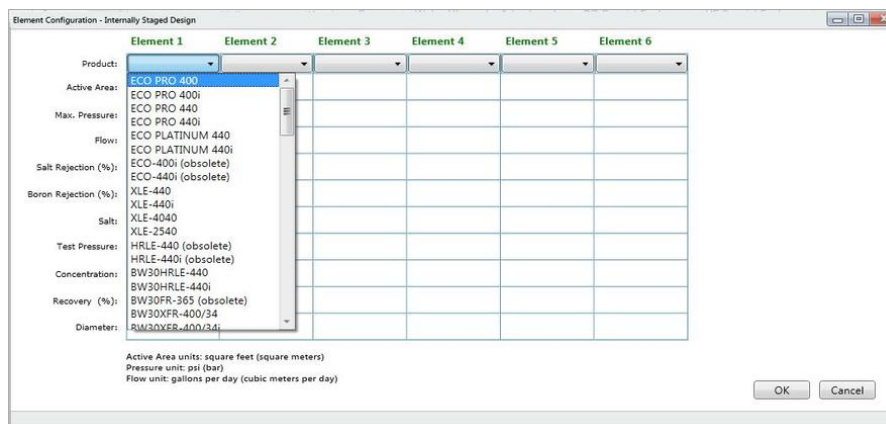 Element Configuration - Internally Staged Design
Element 1 Element 2 Element 3 Element 4 Element 5 Element 6
Product:
Active Area:
Max. Pressure:
Flow:
Salt Rejection (%):
Boron Rejection (%):
Salt:
Test Pressure:
Concentration:
Recovery (%):
Diameter:
ECO PRO 400
ECO PRO 400i
ECO PRO 440
ECO PRO 440i
ECO PLATINUM 440
ECO PLATINUM 440i
ECO-400i (obsolete)
ECO-440i (obsolete)
XLE-440
XLE-440i
XLE-4040
XLE-2540
HRLE-440 (obsolete)
HRLE-440i (obsolete)
BW30HRLE-440
BW30HRLE-440i
BW30FR-365 (obsolete)
BW30XFR-400/34
BW30XFR-400/34i
Active Area units: square feet (square meters)
Pressure unit: psi (bar)
Flow unit: gallons per day (cubic meters per day)
OK Cancel